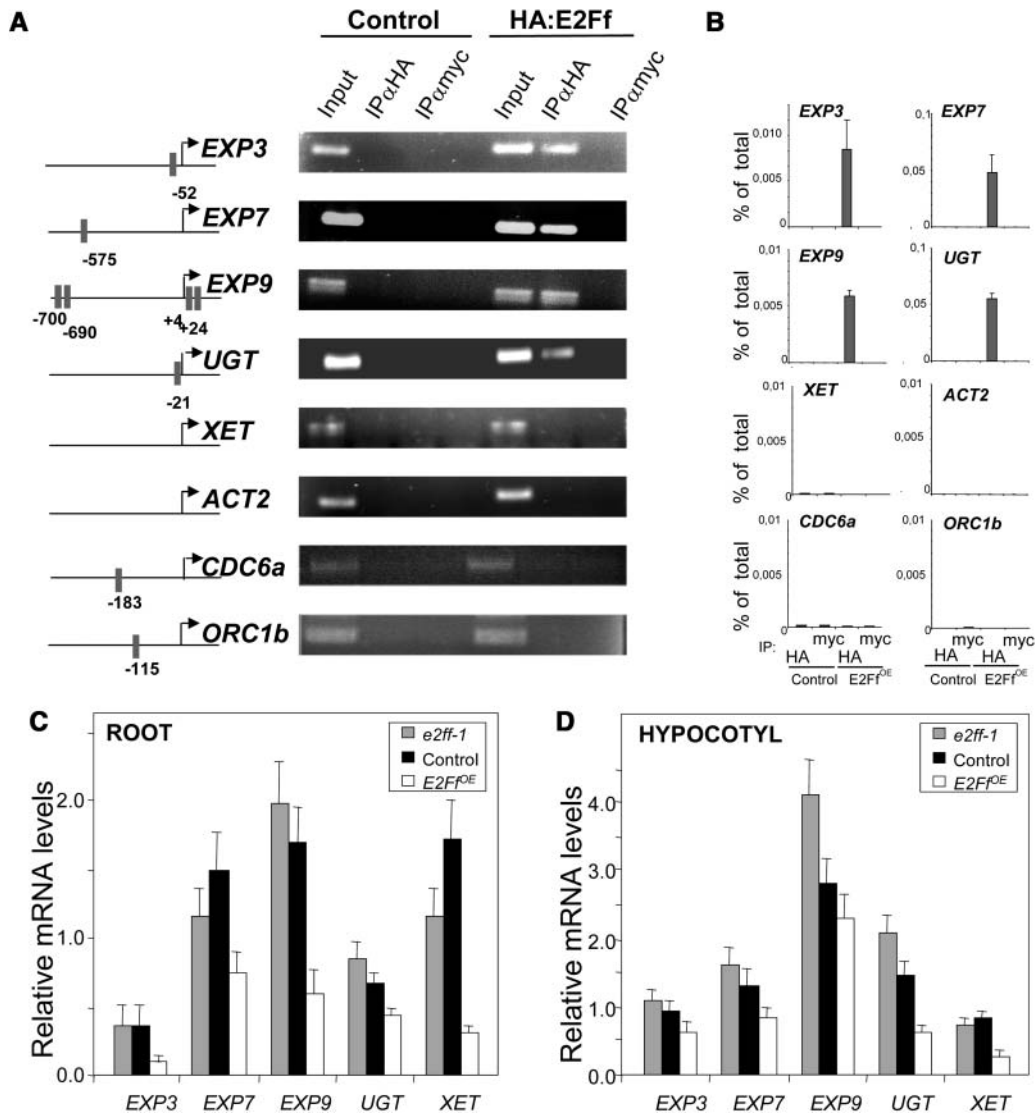 A
Control
HA:E2Ff
Input
IPαHA
IPαmyc
Input
IPαHA
IPαmyc
EXP3
-52
EXP7
-575
EXP9
-700
-690
+4
+24
UGT
-21
XET
ACT2
CDC6a
-183
ORC1b
-115
B
EXP3
% of total
0,010
0,005
0
EXP7
0,1
0,05
0
EXP9
% of total
0,01
0,005
0
UGT
0,1
0,05
0
XET
% of total
0,01
0,005
0
ACT2
0,01
0,005
0
CDC6a
% of total
0,01
0,005
0
ORC1b
0,01
0,005
0
IP:
HA
myc
HA
myc
Control
E2Ff^OE
HA
myc
HA
myc
Control
E2Ff^OE
C
ROOT
e2ff-1
Control
E2Ff^OE
Relative mRNA levels
2.0
1.0
0.0
EXP3
EXP7
EXP9
UGT
XET
D
HYPOCOTYL
e2ff-1
Control
E2Ff^OE
Relative mRNA levels
4.0
3.0
2.0
1.0
0.0
EXP3
EXP7
EXP9
UGT
XET